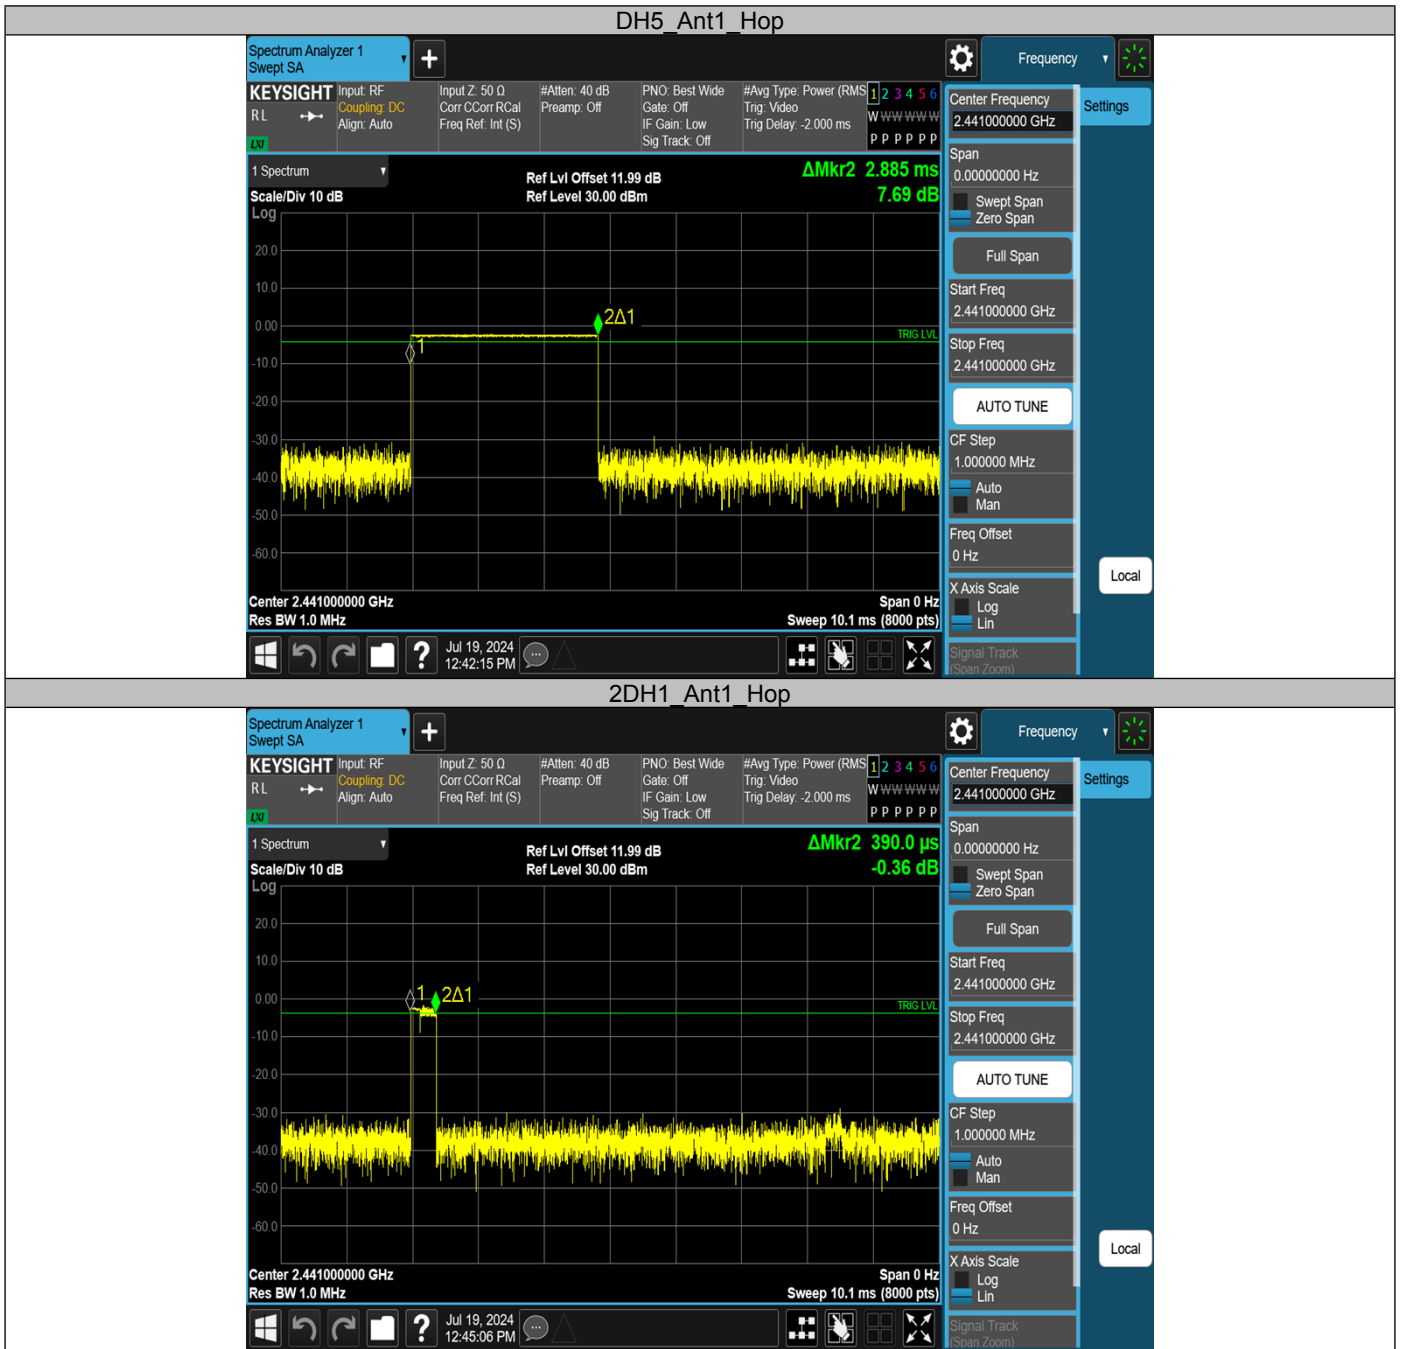 DH5_Ant1_Hop
Spectrum Analyzer 1
Swept SA
+
Frequency
KEYSIGHT
RL
LXI
Input: RF
Coupling: DC
Align: Auto
Input Z: 50 Ω
Corr CCorr RCal
Freq Ref: Int (S)
#Atten: 40 dB
Preamp: Off
PNO: Best Wide
Gate: Off
IF Gain: Low
Sig Track: Off
#Avg Type: Power (RMS
Trig: Video
Trig Delay: -2.000 ms
1 2 3 4 5 6
W W W W W W
P P P P P P
Center Frequency
2.441000000 GHz
Settings
1 Spectrum
Scale/Div 10 dB
Ref Lvl Offset 11.99 dB
Ref Level 30.00 dBm
ΔMkr2 2.885 ms
7.69 dB
Log
20.0
10.0
0.00
-10.0
-20.0
-30.0
-40.0
-50.0
-60.0
1
2Δ1
TRIG LVL
Center 2.441000000 GHz
Res BW 1.0 MHz
Span 0 Hz
Sweep 10.1 ms (8000 pts)
Span
0.00000000 Hz
Swept Span
Zero Span
Full Span
Start Freq
2.441000000 GHz
Stop Freq
2.441000000 GHz
AUTO TUNE
CF Step
1.000000 MHz
Auto
Man
Freq Offset
0 Hz
X Axis Scale
Log
Lin
Signal Track
(Span Zoom)
Local
?
Jul 19, 2024
12:42:15 PM
2DH1_Ant1_Hop
Spectrum Analyzer 1
Swept SA
+
Frequency
KEYSIGHT
RL
LXI
Input: RF
Coupling: DC
Align: Auto
Input Z: 50 Ω
Corr CCorr RCal
Freq Ref: Int (S)
#Atten: 40 dB
Preamp: Off
PNO: Best Wide
Gate: Off
IF Gain: Low
Sig Track: Off
#Avg Type: Power (RMS
Trig: Video
Trig Delay: -2.000 ms
1 2 3 4 5 6
W W W W W W
P P P P P P
Center Frequency
2.441000000 GHz
Settings
1 Spectrum
Scale/Div 10 dB
Ref Lvl Offset 11.99 dB
Ref Level 30.00 dBm
ΔMkr2 390.0 µs
-0.36 dB
Log
20.0
10.0
0.00
-10.0
-20.0
-30.0
-40.0
-50.0
-60.0
1
2Δ1
TRIG LVL
Center 2.441000000 GHz
Res BW 1.0 MHz
Span 0 Hz
Sweep 10.1 ms (8000 pts)
Span
0.00000000 Hz
Swept Span
Zero Span
Full Span
Start Freq
2.441000000 GHz
Stop Freq
2.441000000 GHz
AUTO TUNE
CF Step
1.000000 MHz
Auto
Man
Freq Offset
0 Hz
X Axis Scale
Log
Lin
Signal Track
(Span Zoom)
Local
?
Jul 19, 2024
12:45:06 PM